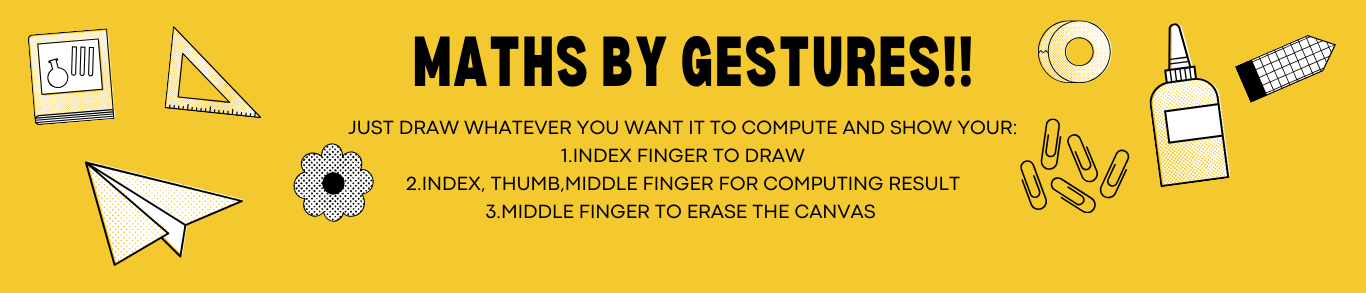 MATHS BY GESTURES!!
JUST DRAW WHATEVER YOU WANT IT TO COMPUTE AND SHOW YOUR:
1.INDEX FINGER TO DRAW
2.INDEX, THUMB,MIDDLE FINGER FOR COMPUTING RESULT
3.MIDDLE FINGER TO ERASE THE CANVAS